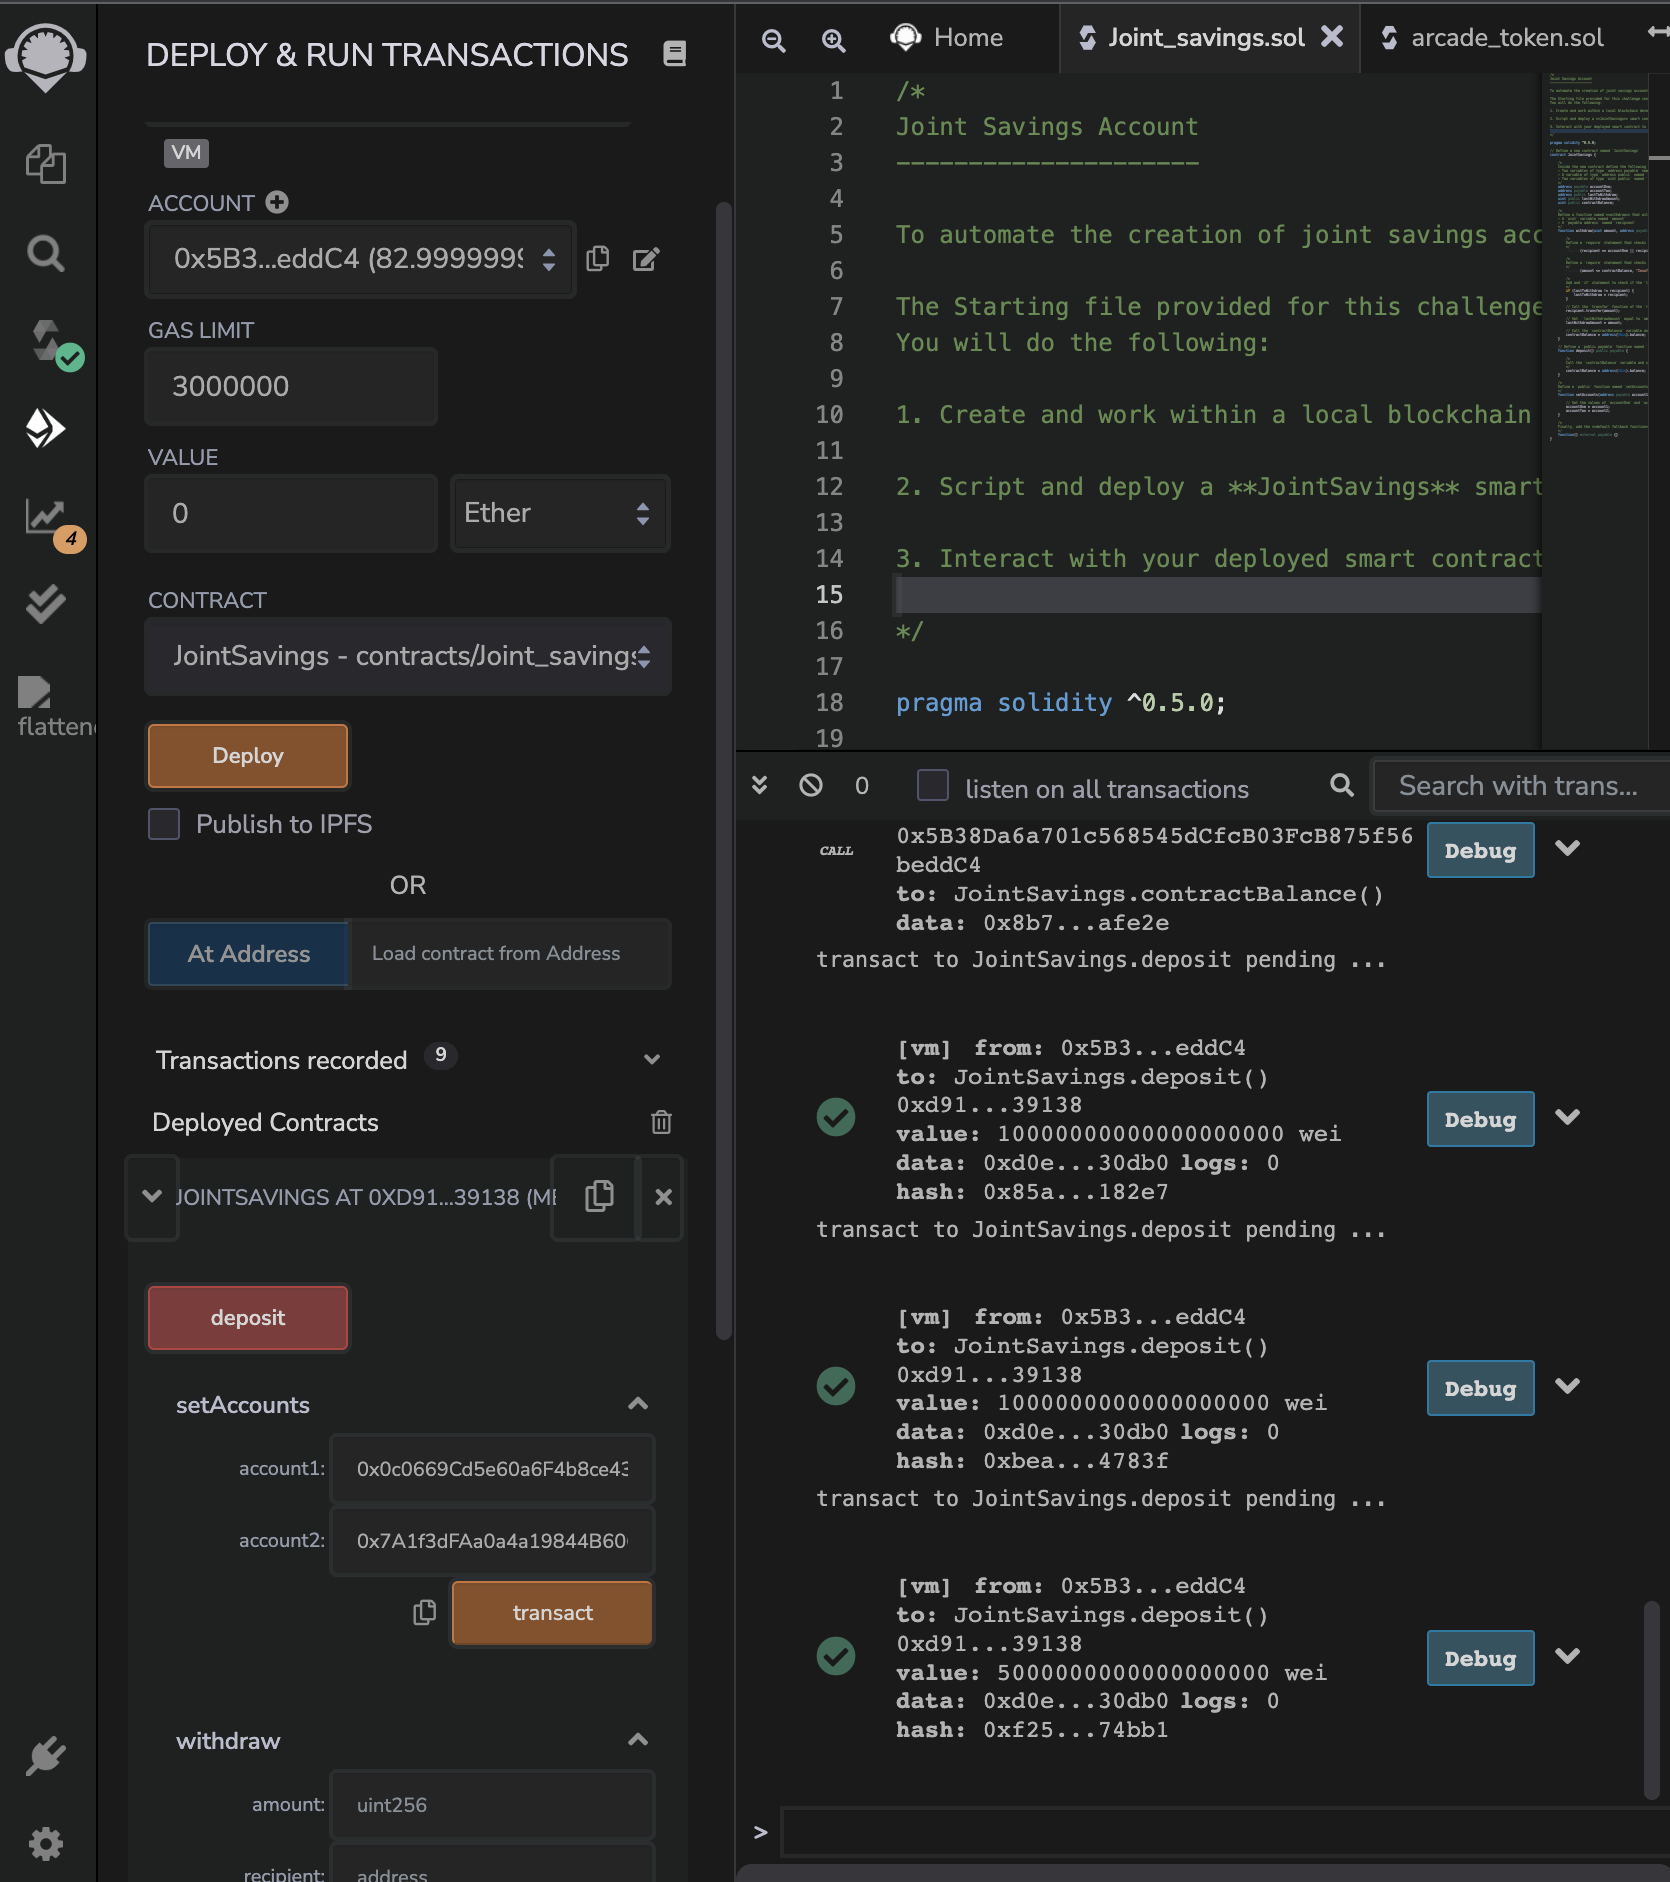 DEPLOY & RUN TRANSACTIONS
VM
ACCOUNT
0x5B3...eddC4 (82.9999999
GAS LIMIT
3000000
VALUE
0
Ether
CONTRACT
JointSavings - contracts/Joint_savings
Deploy
Publish to IPFS
OR
At Address
Load contract from Address
Transactions recorded 9
Deployed Contracts
JOINTSAVINGS AT 0XD91...39138 (ME
deposit
setAccounts
account1: 0x0c0669Cd5e60a6F4b8ce43
account2: 0x7A1f3dFAa0a4a19844B60
transact
withdraw
amount: uint256
recipient: address
4
flattene
Home
Joint_savings.sol
arcade_token.sol
1 /*
2 Joint Savings Account
3 ---------------------
4
5 To automate the creation of joint savings acc
6
7 The Starting file provided for this challenge
8 You will do the following:
9
10 1. Create and work within a local blockchain
11
12 2. Script and deploy a **JointSavings** smart
13
14 3. Interact with your deployed smart contract
15
16 */
17
18 pragma solidity ^0.5.0;
19
0
listen on all transactions
Search with trans...
CALL
0x5B38Da6a701c568545dCfcB03FcB875f56
beddC4
to: JointSavings.contractBalance()
data: 0x8b7...afe2e
Debug
transact to JointSavings.deposit pending ...
[vm] from: 0x5B3...eddC4
to: JointSavings.deposit()
0xd91...39138
value: 10000000000000000000 wei
data: 0xd0e...30db0 logs: 0
hash: 0x85a...182e7
Debug
transact to JointSavings.deposit pending ...
[vm] from: 0x5B3...eddC4
to: JointSavings.deposit()
0xd91...39138
value: 1000000000000000000 wei
data: 0xd0e...30db0 logs: 0
hash: 0xbea...4783f
Debug
transact to JointSavings.deposit pending ...
[vm] from: 0x5B3...eddC4
to: JointSavings.deposit()
0xd91...39138
value: 5000000000000000000 wei
data: 0xd0e...30db0 logs: 0
hash: 0xf25...74bb1
Debug
>